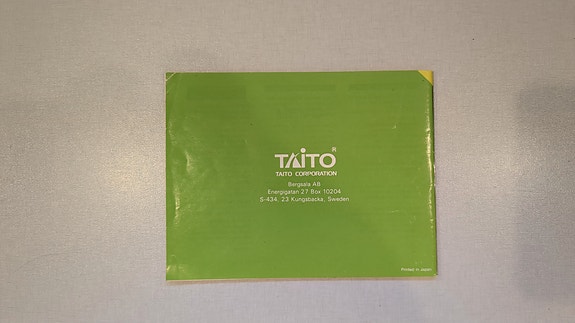 TAITO®
TAITO CORPORATION
Bergsala AB
Energigatan 27 Box 10204
S-434, 23 Kungsbacka, Sweden
Printed in Japan